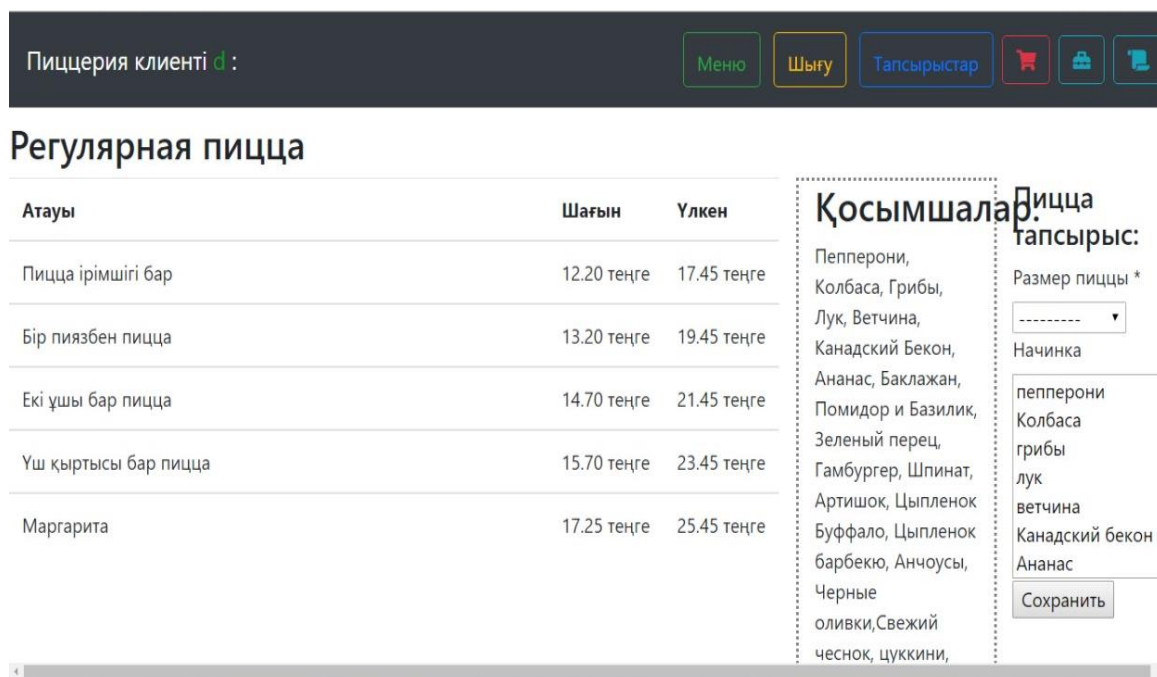 Пиццерия клиенті d :
Меню
Шығу
Тапсырыстар
Регулярная пицца
Атауы Шағын Үлкен
Пицца ірімшігі бар 12.20 теңге 17.45 теңге
Бір пиязбен пицца 13.20 теңге 19.45 теңге
Екі ұшы бар пицца 14.70 теңге 21.45 теңге
Үш қыртысы бар пицца 15.70 теңге 23.45 теңге
Маргарита 17.25 теңге 25.45 теңге
Қосымшалар:
Пепперони,
Колбаса, Грибы,
Лук, Ветчина,
Канадский Бекон,
Ананас, Баклажан,
Помидор и Базилик,
Зеленый перец,
Гамбургер, Шпинат,
Артишок, Цыпленок
Буффало, Цыпленок
барбекю, Анчоусы,
Черные
оливки,Свежий
чеснок, цуккини,
Пицца
тапсырыс:
Размер пиццы *
---------
Начинка
пепперони
Колбаса
грибы
лук
ветчина
Канадский бекон
Ананас
Сохранить